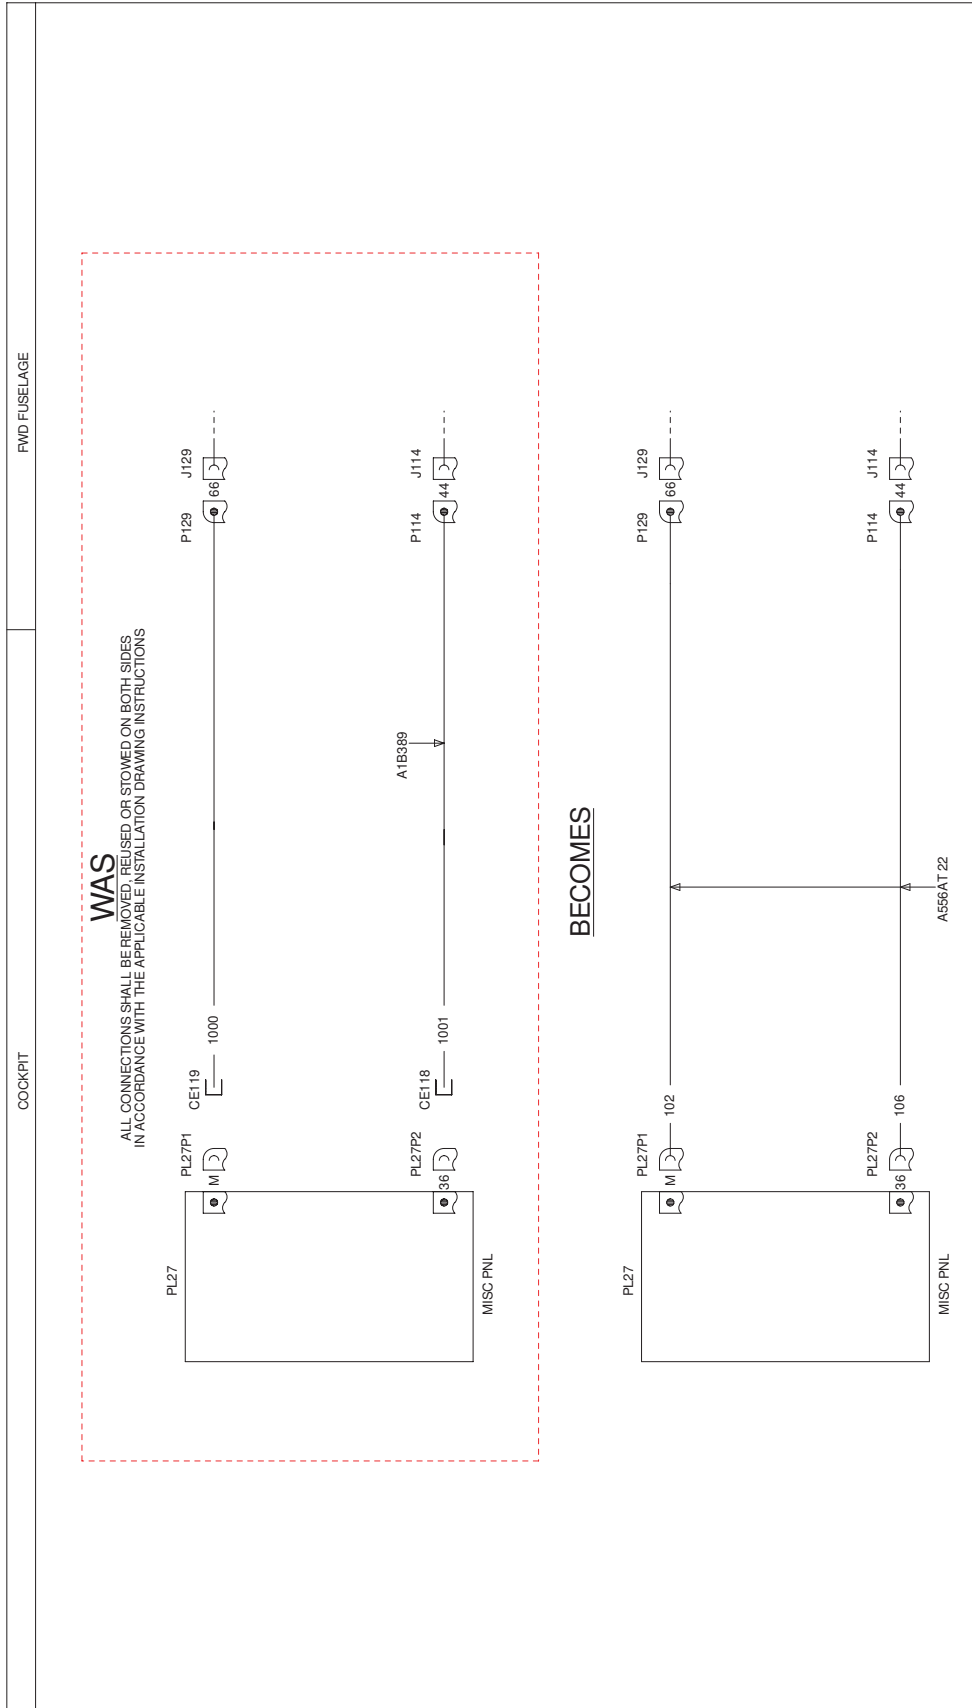 COCKPIT
FWD FUSELAGE
WAS
ALL CONNECTIONS SHALL BE REMOVED, REUSED OR STOWED ON BOTH SIDES
IN ACCORDANCE WITH THE APPLICABLE INSTALLATION DRAWING INSTRUCTIONS
PL27
PL27P1
CE119
P129
J129
M
1000
66
A1B389
PL27P2
CE118
P114
J114
36
1001
44
MISC PNL
BECOMES
PL27
PL27P1
P129
J129
M
102
66
PL27P2
P114
J114
36
106
44
MISC PNL
A556AT 22